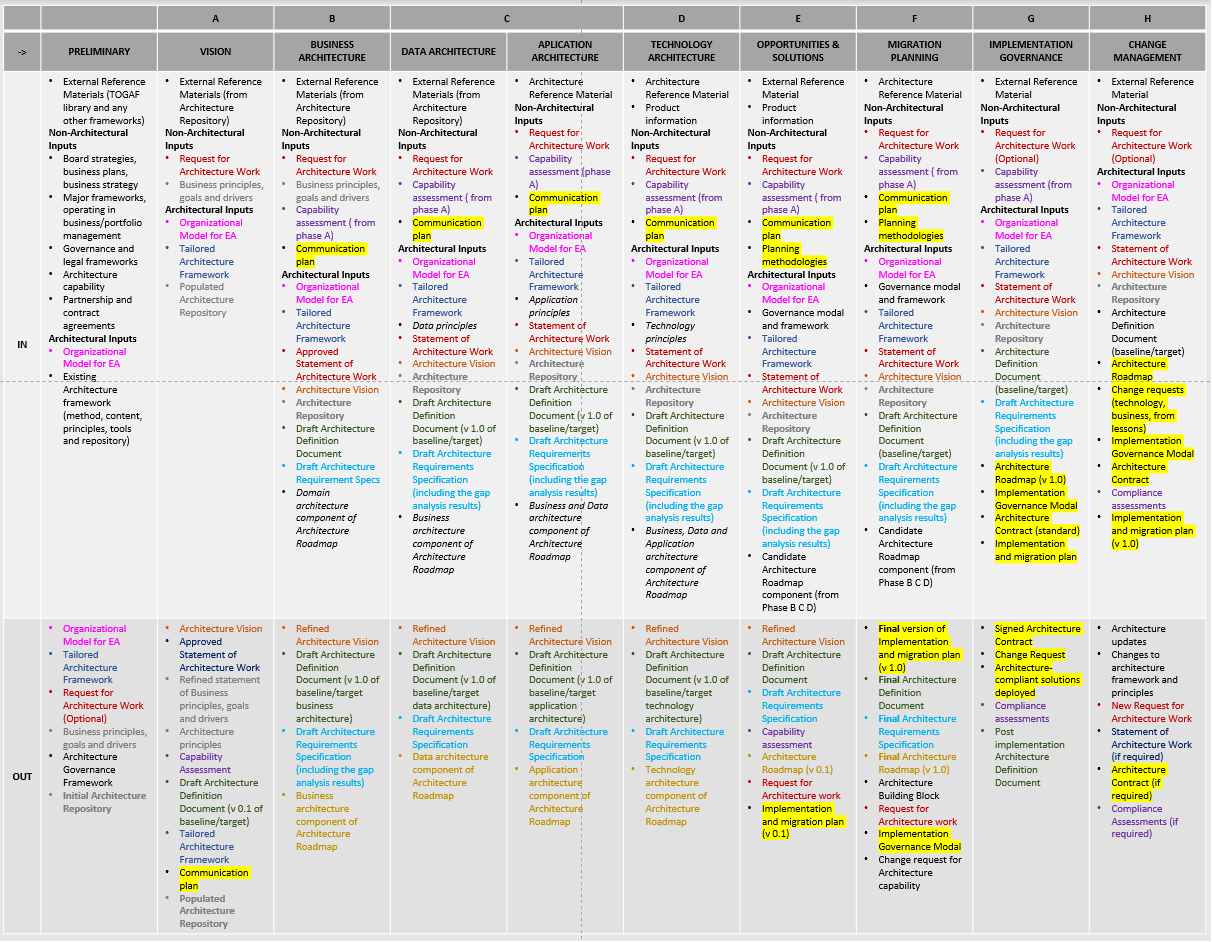 A
B
C
D
E
F
G
H
->
PRELIMINARY
VISION
BUSINESS
ARCHITECTURE
DATA ARCHITECTURE
APLICATION
ARCHITECTURE
TECHNOLOGY
ARCHITECTURE
OPPORTUNITIES &
SOLUTIONS
MIGRATION
PLANNING
IMPLEMENTATION
GOVERNANCE
CHANGE
MANAGEMENT
IN
• External Reference
Materials (TOGAF
library and any
other frameworks)
Non-Architectural
Inputs
• Board strategies,
business plans,
business strategy
• Major frameworks,
operating in
business/portfolio
management
• Governance and
legal frameworks
• Architecture
capability
• Partnership and
contract
agreements
Architectural Inputs
• Organizational
Model for EA
• Existing
Architecture
framework
(method, content,
principles, tools
and repository)
• External Reference
Materials (from
Architecture
Repository)
Non-Architectural
Inputs
• Request for
Architecture Work
• Business principles,
goals and drivers
Architectural Inputs
• Organizational
Model for EA
• Tailored
Architecture
Framework
• Populated
Architecture
Repository
• External Reference
Materials (from
Architecture
Repository)
Non-Architectural
Inputs
• Request for
Architecture Work
• Business principles,
goals and drivers
• Capability
assessment ( from
phase A)
• Communication
plan
Architectural Inputs
• Organizational
Model for EA
• Tailored
Architecture
Framework
• Approved
Statement of
Architecture Work
• Architecture Vision
• Architecture
Repository
• Draft Architecture
Definition
Document
• Draft Architecture
Requirement Specs
• Domain
architecture
component of
Architecture
Roadmap
• External Reference
Materials (from
Architecture
Repository)
Non-Architectural
Inputs
• Request for
Architecture Work
• Capability
assessment ( from
phase A)
• Communication
plan
Architectural Inputs
• Organizational
Model for EA
• Tailored
Architecture
Framework
• Data principles
• Statement of
Architecture Work
• Architecture Vision
• Architecture
Repository
• Draft Architecture
Definition
Document (v 1.0 of
baseline/target)
• Draft Architecture
Requirements
Specification
(including the gap
analysis results)
• Business
architecture
component of
Architecture
Roadmap
• Architecture
Reference Material
Non-Architectural
Inputs
• Request for
Architecture Work
• Capability
assessment (phase
A)
• Communication
plan
Architectural Inputs
• Organizational
Model for EA
• Tailored
Architecture
Framework
• Application
principles
• Statement of
Architecture Work
• Architecture Vision
• Architecture
Repository
• Draft Architecture
Definition
Document (v 1.0 of
baseline/target)
• Draft Architecture
Requirements
Specification
(including the gap
analysis results)
• Business and Data
architecture
component of
Architecture
Roadmap
• Architecture
Reference Material
• Product
information
Non-Architectural
Inputs
• Request for
Architecture Work
• Capability
assessment ( from
phase A)
• Communication
plan
Architectural Inputs
• Organizational
Model for EA
• Tailored
Architecture
Framework
• Technology
principles
• Statement of
Architecture Work
• Architecture Vision
• Architecture
Repository
• Draft Architecture
Definition
Document (v 1.0 of
baseline/target)
• Draft Architecture
Requirements
Specification
(including the gap
analysis results)
• Business, Data and
Application
architecture
component of
Architecture
Roadmap
• External Reference
Material
• Product
information
Non-Architectural
Inputs
• Request for
Architecture Work
• Capability
assessment ( from
phase A)
• Communication
plan
• Planning
methodologies
Architectural Inputs
• Organizational
Model for EA
• Governance modal
and framework
• Tailored
Architecture
Framework
• Statement of
Architecture Work
• Architecture Vision
• Architecture
Repository
• Draft Architecture
Definition
Document (v 1.0 of
baseline/target)
• Draft Architecture
Requirements
Specification
(including the gap
analysis results)
• Candidate
Architecture
Roadmap
component (from
Phase B C D)
• Architecture
Reference Material
Non-Architectural
Inputs
• Request for
Architecture Work
• Capability
assessment ( from
phase A)
• Communication
plan
• Planning
methodologies
Architectural Inputs
• Organizational
Model for EA
• Governance modal
and framework
• Tailored
Architecture
Framework
• Statement of
Architecture Work
• Architecture Vision
• Architecture
Repository
• Draft Architecture
Definition
Document
(baseline/target)
• Draft Architecture
Requirements
Specification
(including the gap
analysis results)
• Candidate
Architecture
Roadmap
component (from
Phase B C D)
• External Reference
Material
Non-Architectural
Inputs
• Request for
Architecture Work
(Optional)
• Capability
assessment (from
phase A)
Architectural Inputs
• Organizational
Model for EA
• Tailored
Architecture
Framework
• Statement of
Architecture Work
• Architecture Vision
• Architecture
Repository
• Architecture
Definition
Document
(baseline/target)
• Draft Architecture
Requirements
Specification
(including the gap
analysis results)
• Architecture
Roadmap (v 1.0)
• Implementation
Governance Modal
• Architecture
Contract (standard)
• Implementation
and migration plan
• External Reference
Material
Non-Architectural
Inputs
• Request for
Architecture Work
(Optional)
Architectural Inputs
• Organizational
Model for EA
• Tailored
Architecture
Framework
• Statement of
Architecture Work
• Architecture Vision
• Architecture
Repository
• Architecture
Definition
Document
(baseline/target)
• Architecture
Roadmap
• Change requests
(technology,
business, from
lessons)
• Implementation
Governance Modal
• Architecture
Contract
• Compliance
assessments
• Implementation
and migration plan
(v 1.0)
OUT
• Organizational
Model for EA
• Tailored
Architecture
Framework
• Request for
Architecture Work
(Optional)
• Business principles,
goals and drivers
• Architecture
Governance
Framework
• Initial Architecture
Repository
• Architecture Vision
• Approved
Statement of
Architecture Work
• Refined statement
of Business
principles, goals
and drivers
• Architecture
principles
• Capability
Assessment
• Draft Architecture
Definition
Document (v 0.1 of
baseline/target)
• Tailored
Architecture
Framework
• Communication
plan
• Populated
Architecture
Repository
• Refined
Architecture Vision
• Draft Architecture
Definition
Document (v 1.0 of
baseline/target
business
architecture)
• Draft Architecture
Requirements
Specification
(including the gap
analysis results)
• Business
architecture
component of
Architecture
Roadmap
• Refined
Architecture Vision
• Draft Architecture
Definition
Document (v 1.0 of
baseline/target
data architecture)
• Draft Architecture
Requirements
Specification
• Data architecture
component of
Architecture
Roadmap
• Refined
Architecture Vision
• Draft Architecture
Definition
Document (v 1.0 of
baseline/target
application
architecture)
• Draft Architecture
Requirements
Specification
• Application
architecture
component of
Architecture
Roadmap
• Refined
Architecture Vision
• Draft Architecture
Definition
Document (v 1.0 of
baseline/target
technology
architecture)
• Draft Architecture
Requirements
Specification
• Technology
architecture
component of
Architecture
Roadmap
• Refined
Architecture Vision
• Draft Architecture
Definition
Document
• Draft Architecture
Requirements
Specification
• Capability
assessment
• Architecture
Roadmap (v 0.1)
• Request for
Architecture work
• Implementation
and migration plan
(v 0.1)
• Final version of
Implementation
and migration plan
(v 1.0)
• Final Architecture
Definition
Document
• Final Architecture
Requirements
Specification
• Final Architecture
Roadmap (v 1.0)
• Architecture
Building Block
• Request for
Architecture work
• Implementation
Governance Modal
• Change request for
Architecture
capability
• Signed Architecture
Contract
• Change Request
• Architecture-
compliant solutions
deployed
• Compliance
assessments
• Post
implementation
Architecture
Definition
Document
• Architecture
updates
• Changes to
architecture
framework and
principles
• New Request for
Architecture Work
• Statement of
Architecture Work
(if required)
• Architecture
Contract (if
required)
• Compliance
Assessments (if
required)